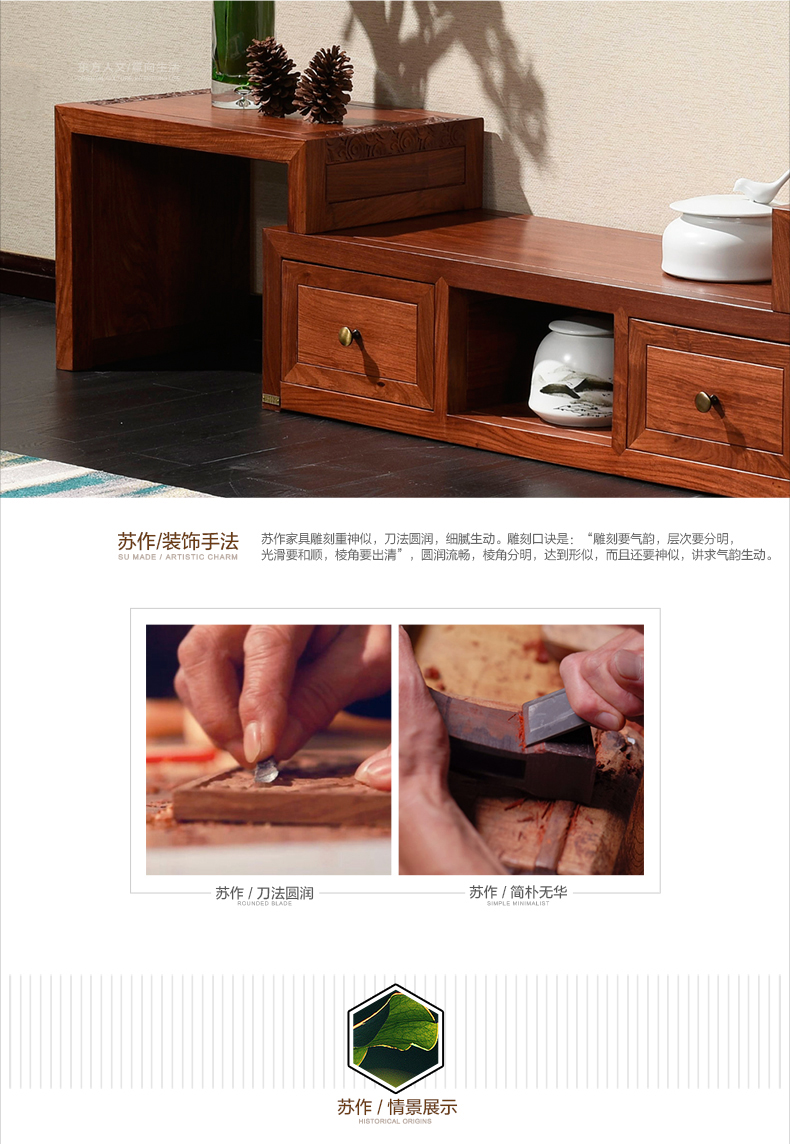 苏作/装饰手法
SU MADE / ARTISTIC CHARM
苏作家具雕刻重神似，刀法圆润，细腻生动。雕刻口诀是：“雕刻要气韵，层次要分明，
光滑要和顺，棱角要出清”，圆润流畅，棱角分明，达到形似，而且还要神似，讲求气韵生动。
苏作 / 刀法圆润
ROUNDED BLADE
苏作 / 简朴无华
SIMPLE MINIMALIST
苏作 / 情景展示
HISTORICAL ORIGINS